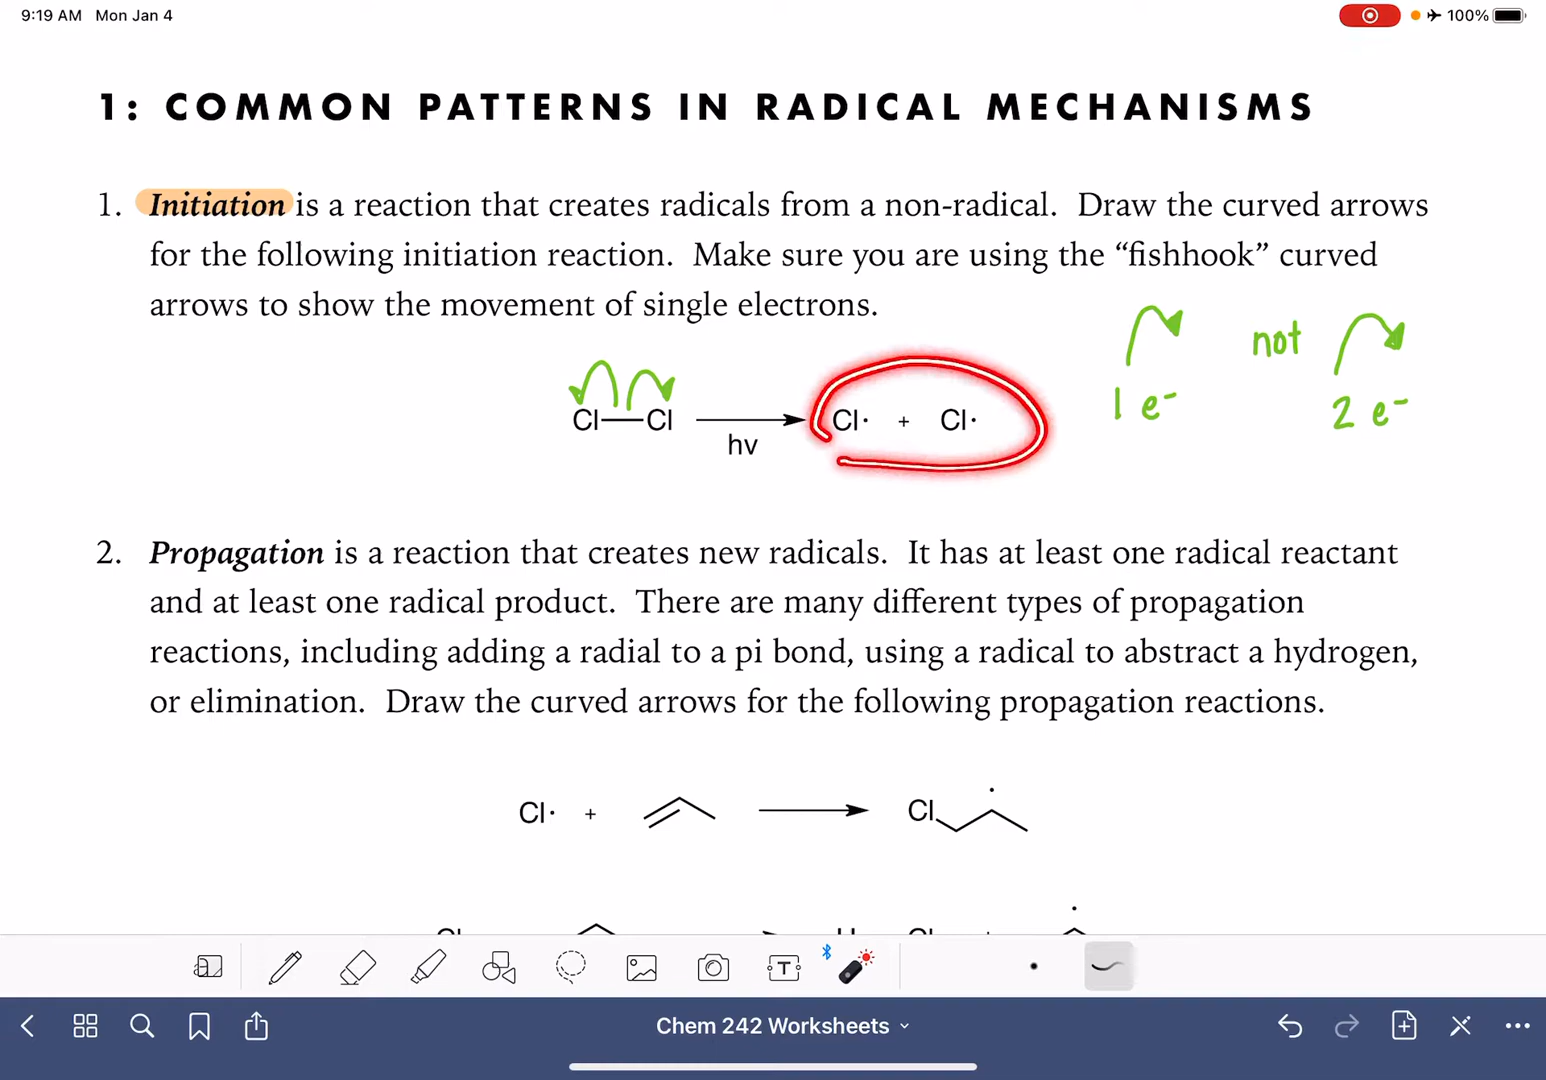 9:19 AM Mon Jan 4
100%
1: COMMON PATTERNS IN RADICAL MECHANISMS
1. Initiation is a reaction that creates radicals from a non-radical. Draw the curved arrows
for the following initiation reaction. Make sure you are using the “fishhook” curved
arrows to show the movement of single electrons.
not
1 e-
2 e-
Cl—Cl
hv
Cl· + Cl·
2. Propagation is a reaction that creates new radicals. It has at least one radical reactant
and at least one radical product. There are many different types of propagation
reactions, including adding a radial to a pi bond, using a radical to abstract a hydrogen,
or elimination. Draw the curved arrows for the following propagation reactions.
Cl· +
Cl
T
Chem 242 Worksheets